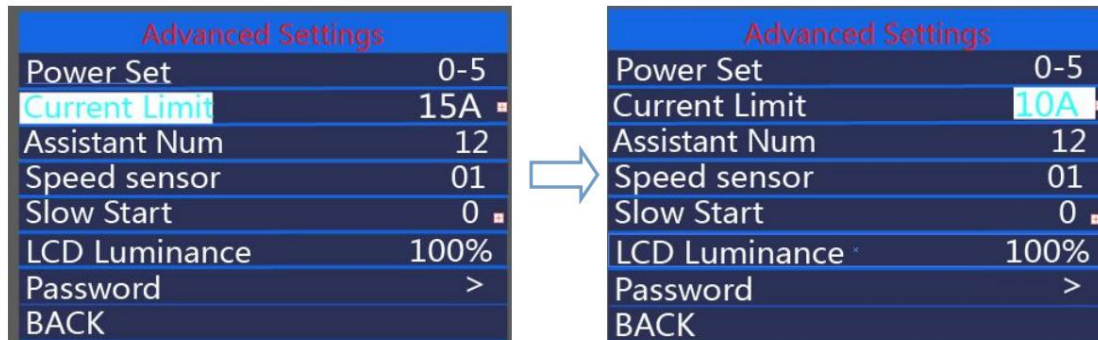 Advanced Settings
Power Set 0-5
Current Limit 15A
Assistant Num 12
Speed sensor 01
Slow Start 0
LCD Luminance 100%
Password >
BACK
Advanced Settings
Power Set 0-5
Current Limit 10A
Assistant Num 12
Speed sensor 01
Slow Start 0
LCD Luminance 100%
Password >
BACK